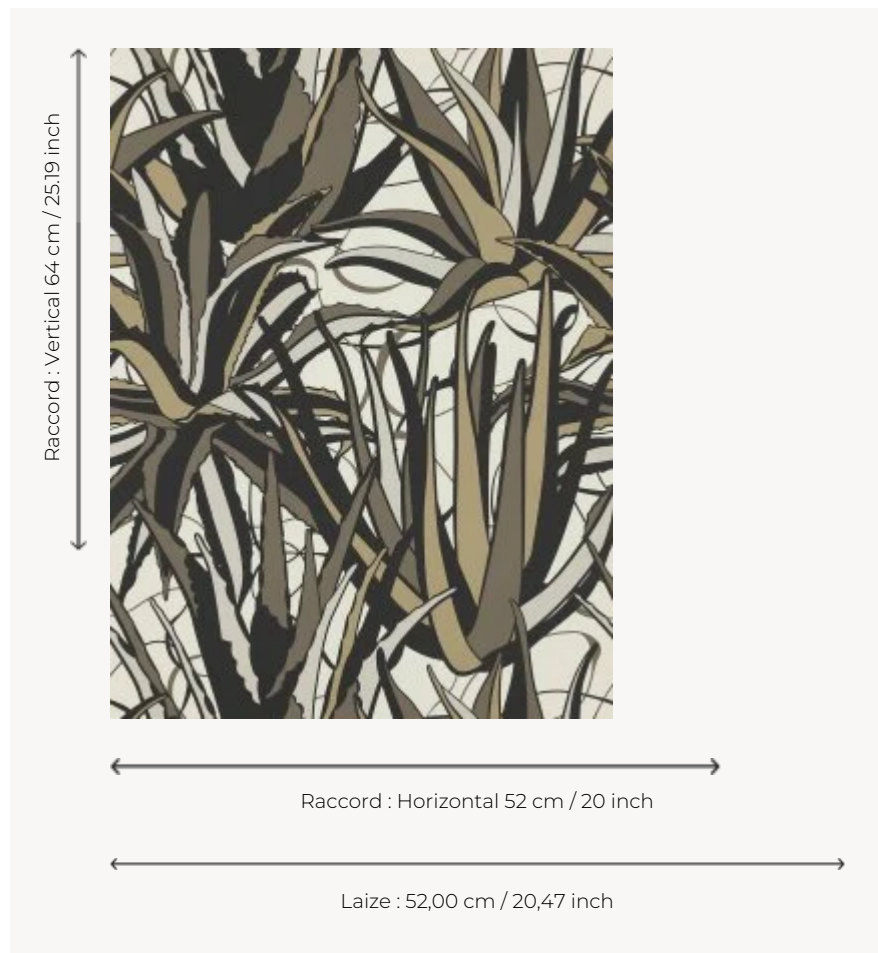 Raccord : Vertical 64 cm / 25.19 inch
Raccord : Horizontal 52 cm / 20 inch
Laize : 52,00 cm / 20,47 inch